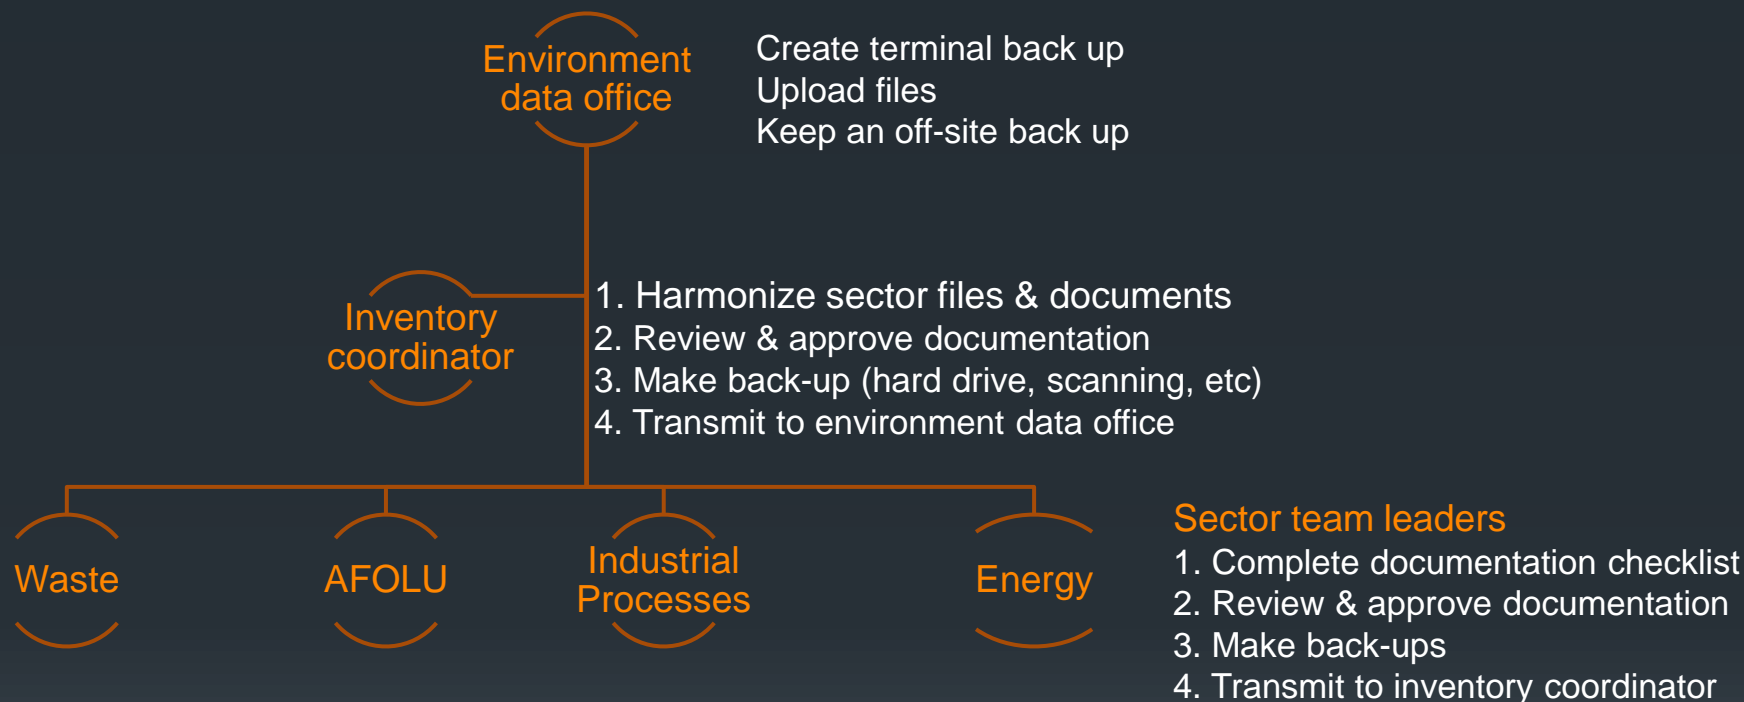 Environment
data office
Create terminal back up
Upload files
Keep an off-site back up
Inventory
coordinator
1. Harmonize sector files & documents
2. Review & approve documentation
3. Make back-up (hard drive, scanning, etc)
4. Transmit to environment data office
Waste
AFOLU
Industrial
Processes
Energy
Sector team leaders
1. Complete documentation checklist
2. Review & approve documentation
3. Make back-ups
4. Transmit to inventory coordinator